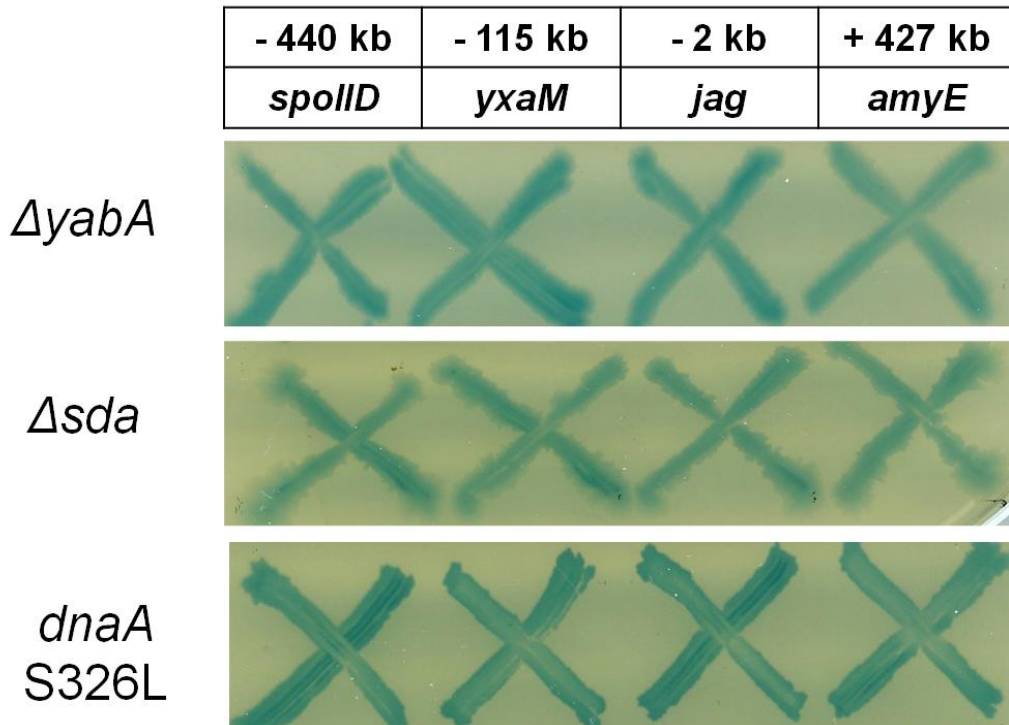 - 440 kb - 115 kb - 2 kb + 427 kb
spoIID yxaM jag amyE
ΔyabA
Δsda
dnaA
S326L